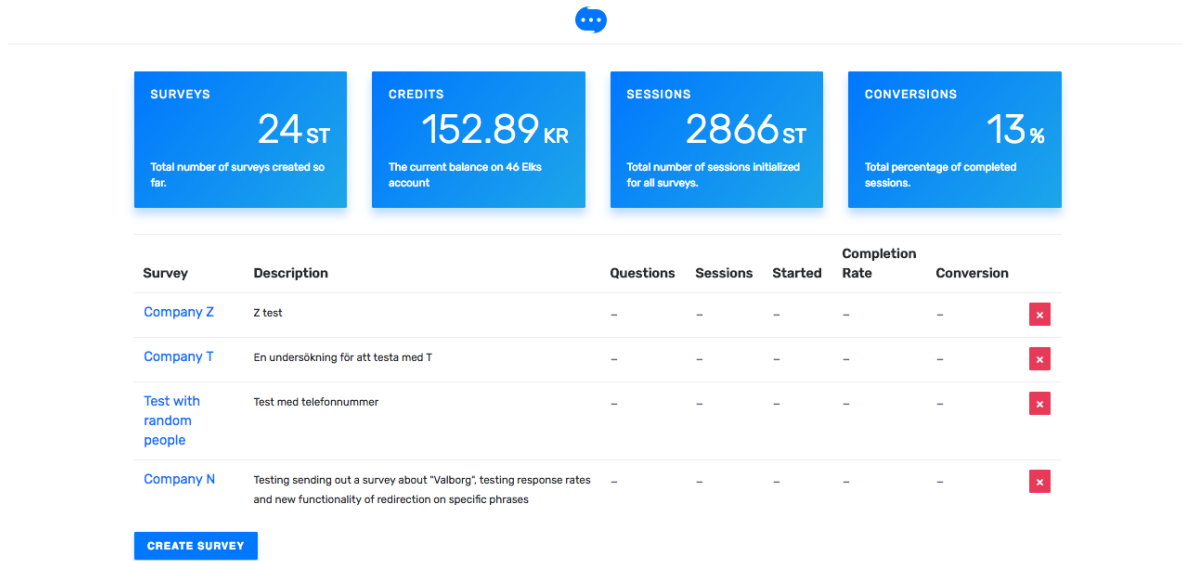 SURVEYS
24 ST
Total number of surveys created so
far.
CREDITS
152.89 KR
The current balance on 46 Elks
account
SESSIONS
2866 ST
Total number of sessions initialized
for all surveys.
CONVERSIONS
13 %
Total percentage of completed
sessions.
Survey Description Questions Sessions Started Completion Rate Conversion
Company Z Z test – – – – – ×
Company T En undersökning för att testa med T – – – – – ×
Test with Test med telefonnummer – – – – – ×
random
people
Company N Testing sending out a survey about "Valborg", testing response rates – – – – – ×
and new functionality of redirection on specific phrases
CREATE SURVEY